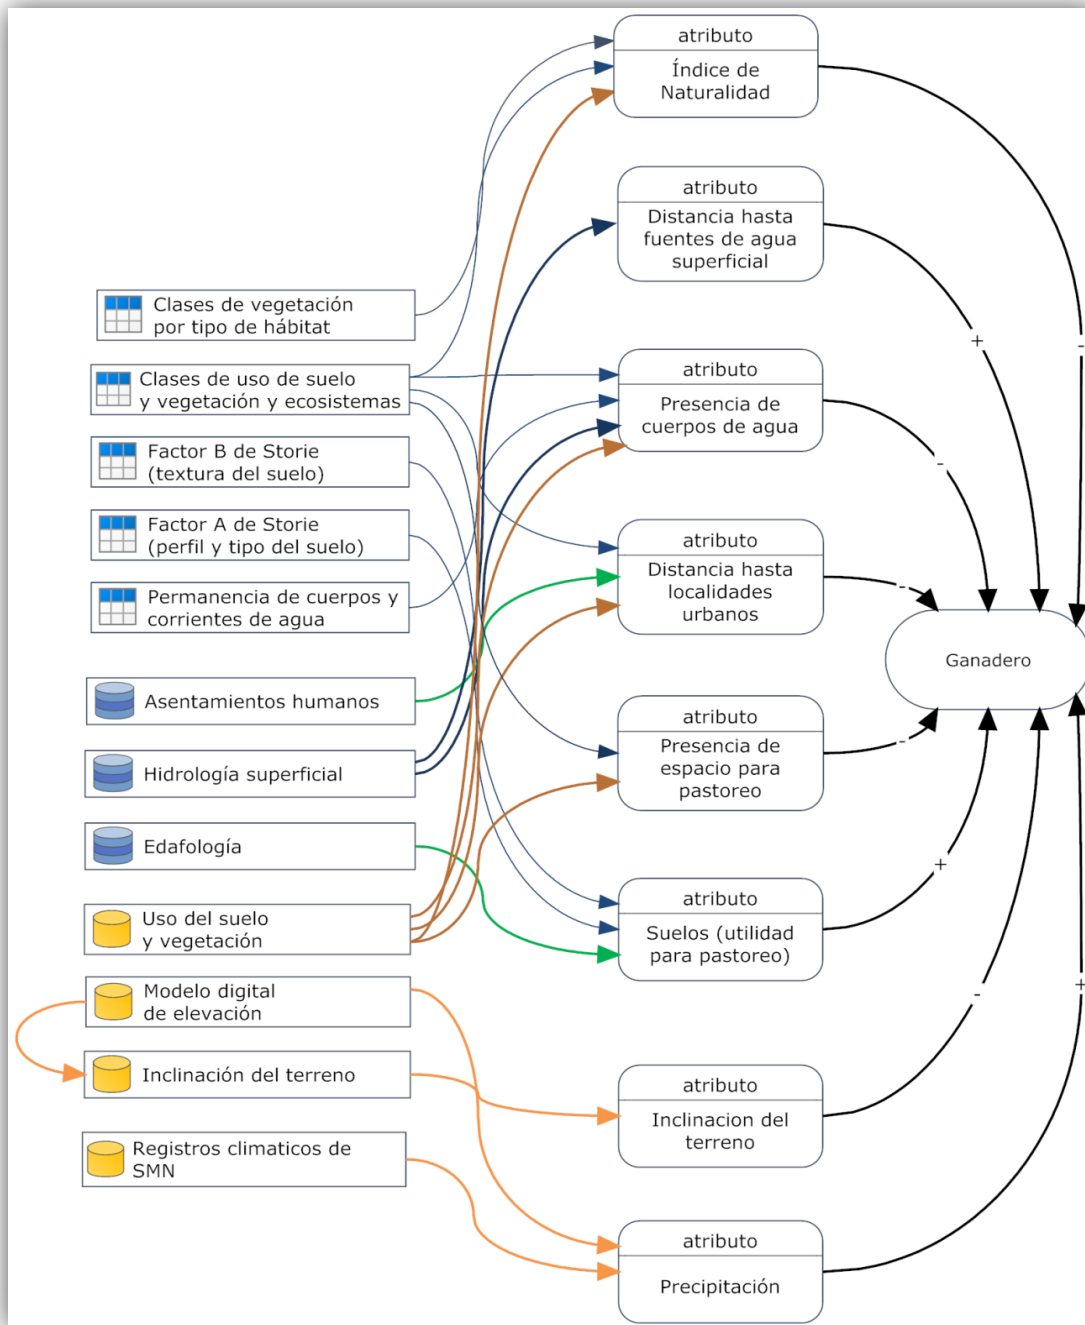 atributo
Índice de
Naturalidad
atributo
Distancia hasta
fuentes de agua
superficial
atributo
Presencia de
cuerpos de agua
atributo
Distancia hasta
localidades
urbanos
atributo
Presencia de
espacio para
pastoreo
atributo
Suelos (utilidad
para pastoreo)
atributo
Inclinacion del
terreno
atributo
Precipitación
Clases de vegetación
por tipo de hábitat
Clases de uso de suelo
y vegetación y ecosistemas
Factor B de Storie
(textura del suelo)
Factor A de Storie
(perfil y tipo del suelo)
Permanencia de cuerpos y
corrientes de agua
Asentamientos humanos
Hidrología superficial
Edafología
Uso del suelo
y vegetación
Modelo digital
de elevación
Inclinación del terreno
Registros climaticos de
SMN
-
+
-
-
-
+
-
+
Ganadero